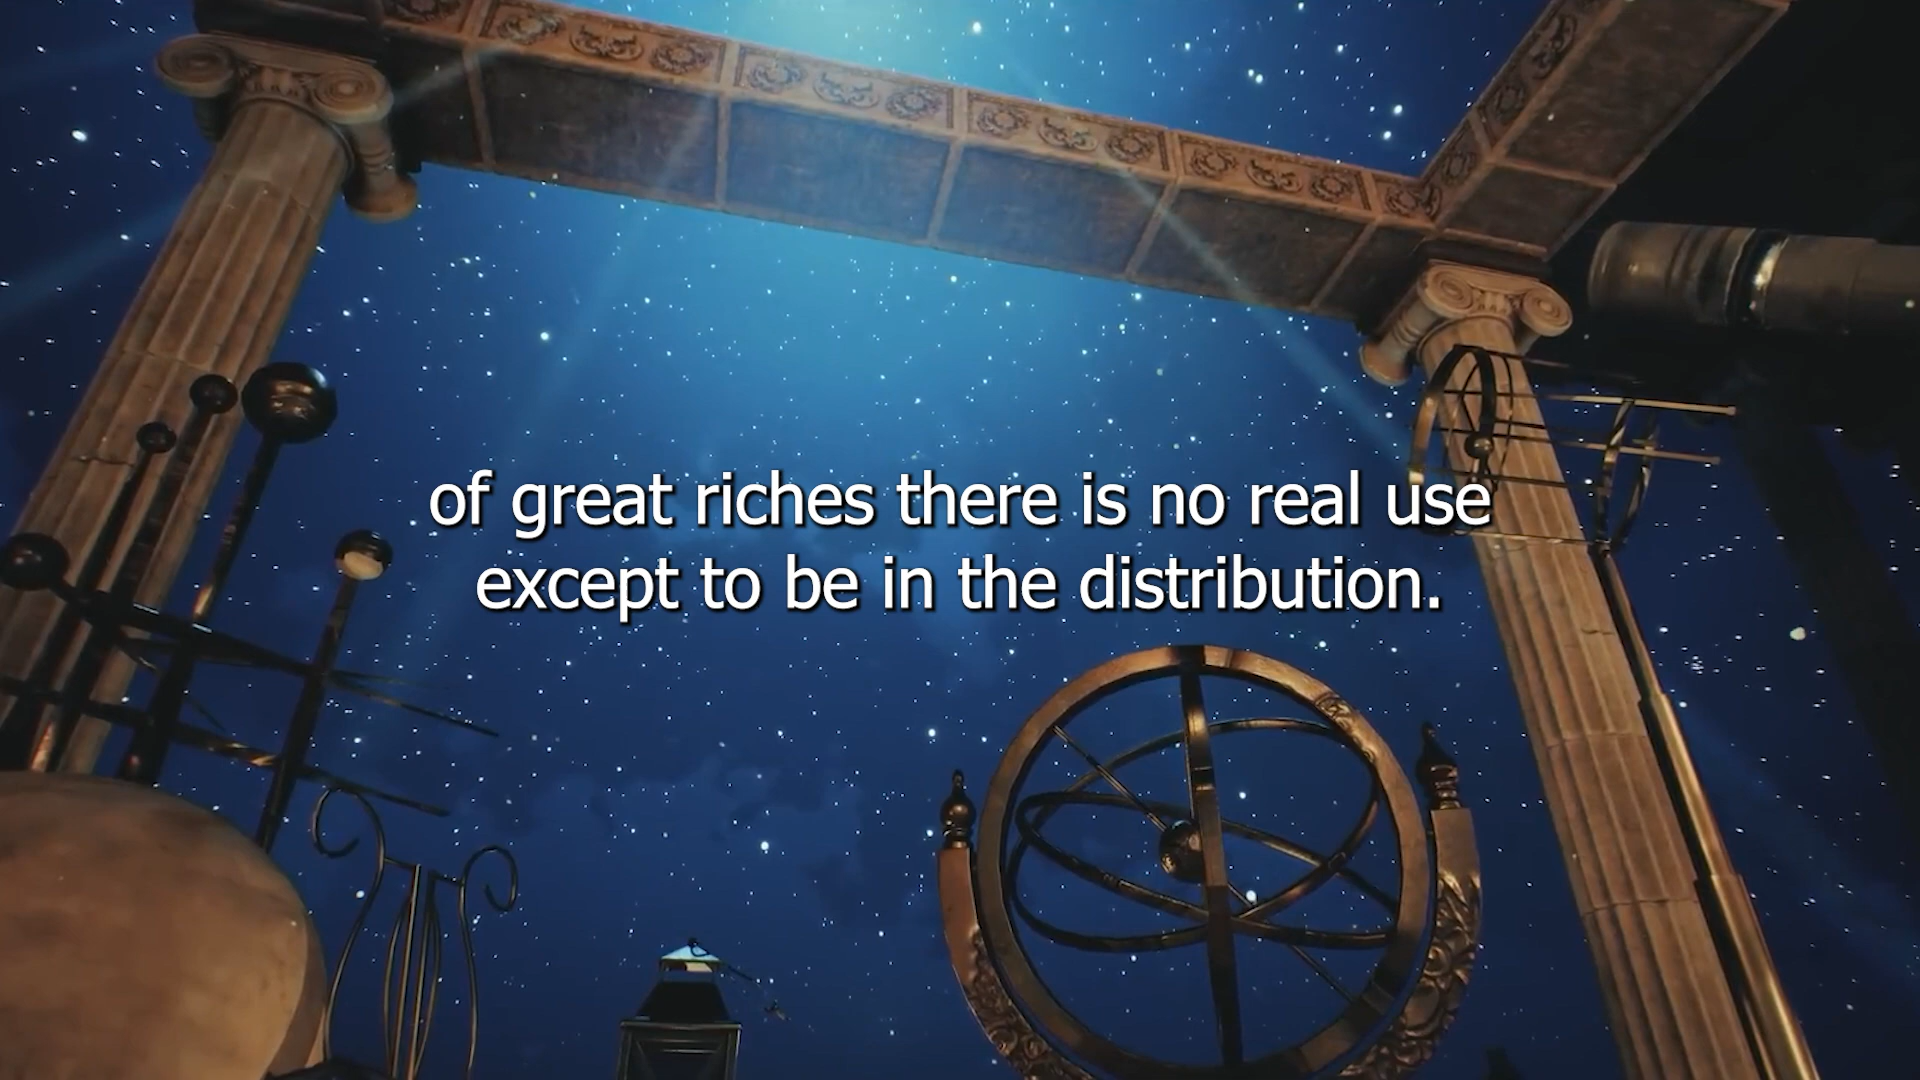 of great riches there is no real use
except to be in the distribution.